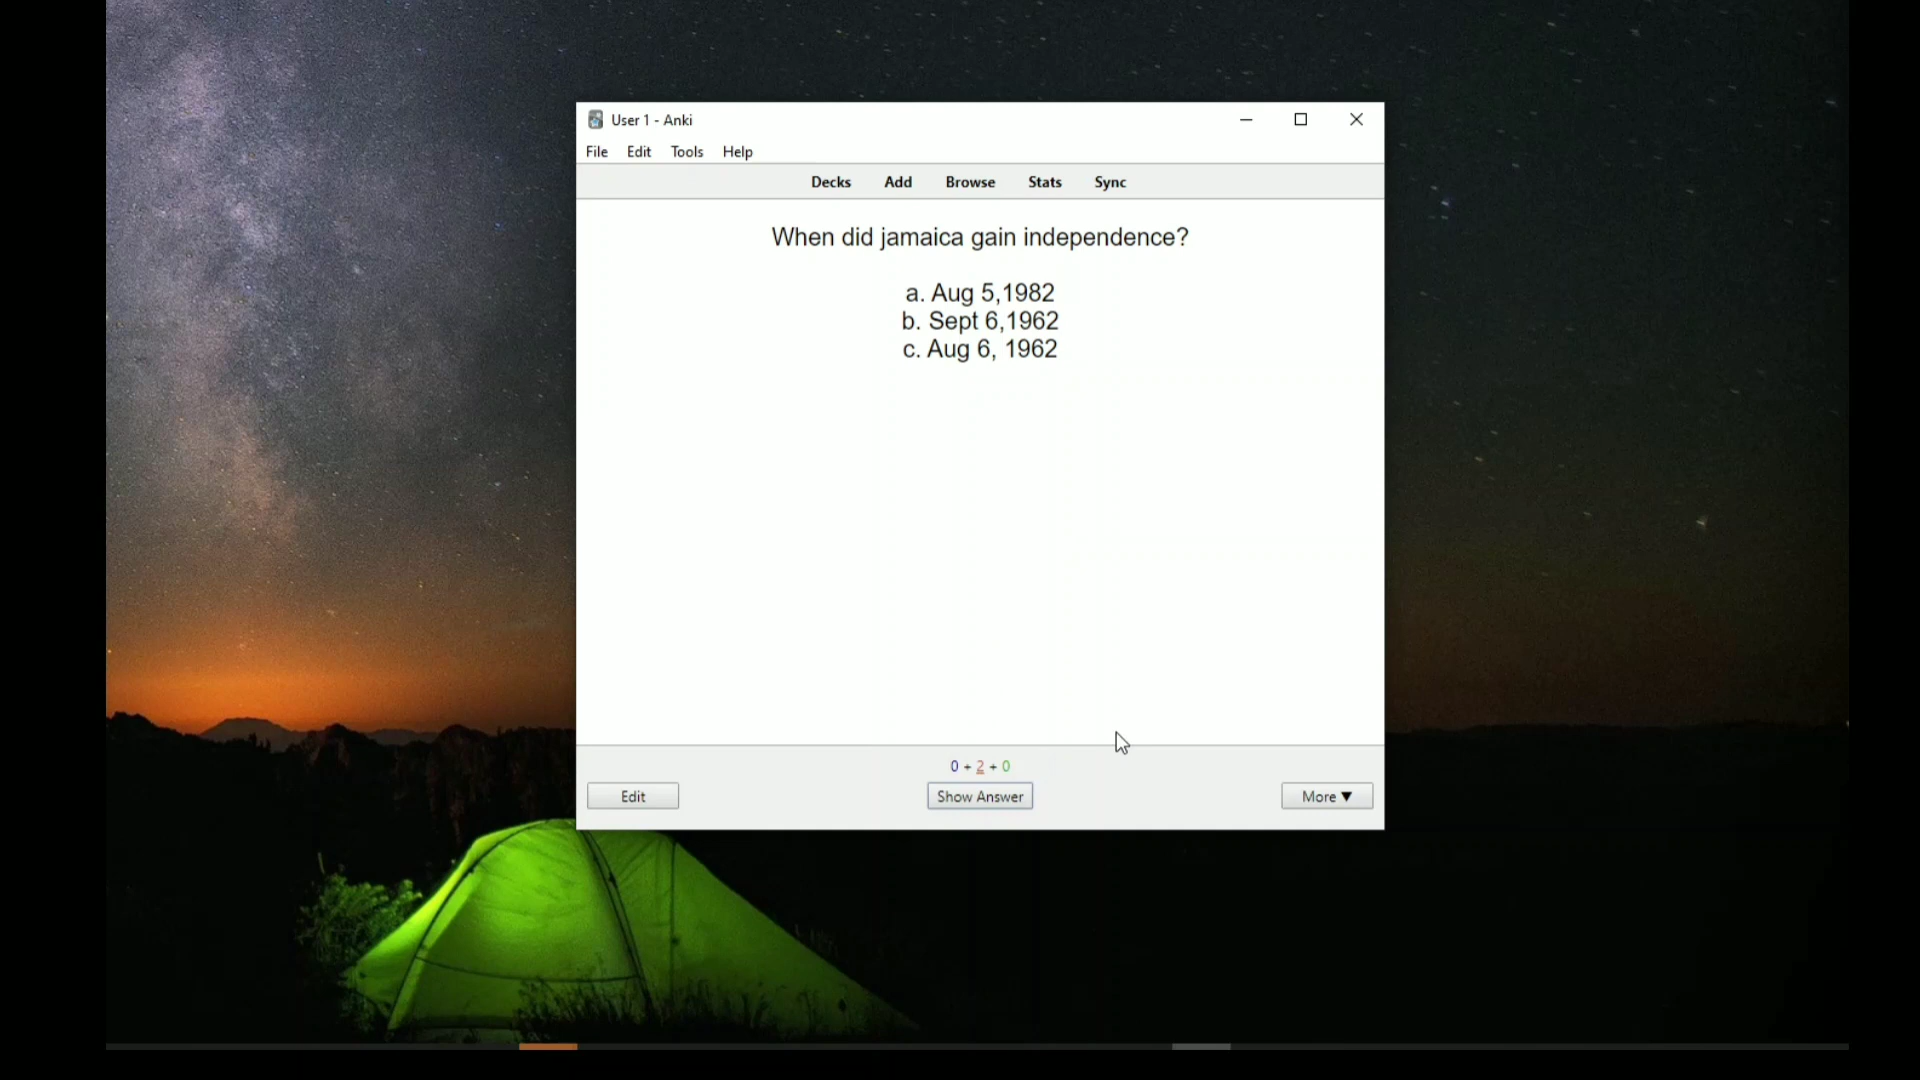 User 1 - Anki
File Edit Tools Help
Decks Add Browse Stats Sync
When did jamaica gain independence?
a. Aug 5,1982
b. Sept 6,1962
c. Aug 6, 1962
0 + 2 + 0
Edit Show Answer More ▼